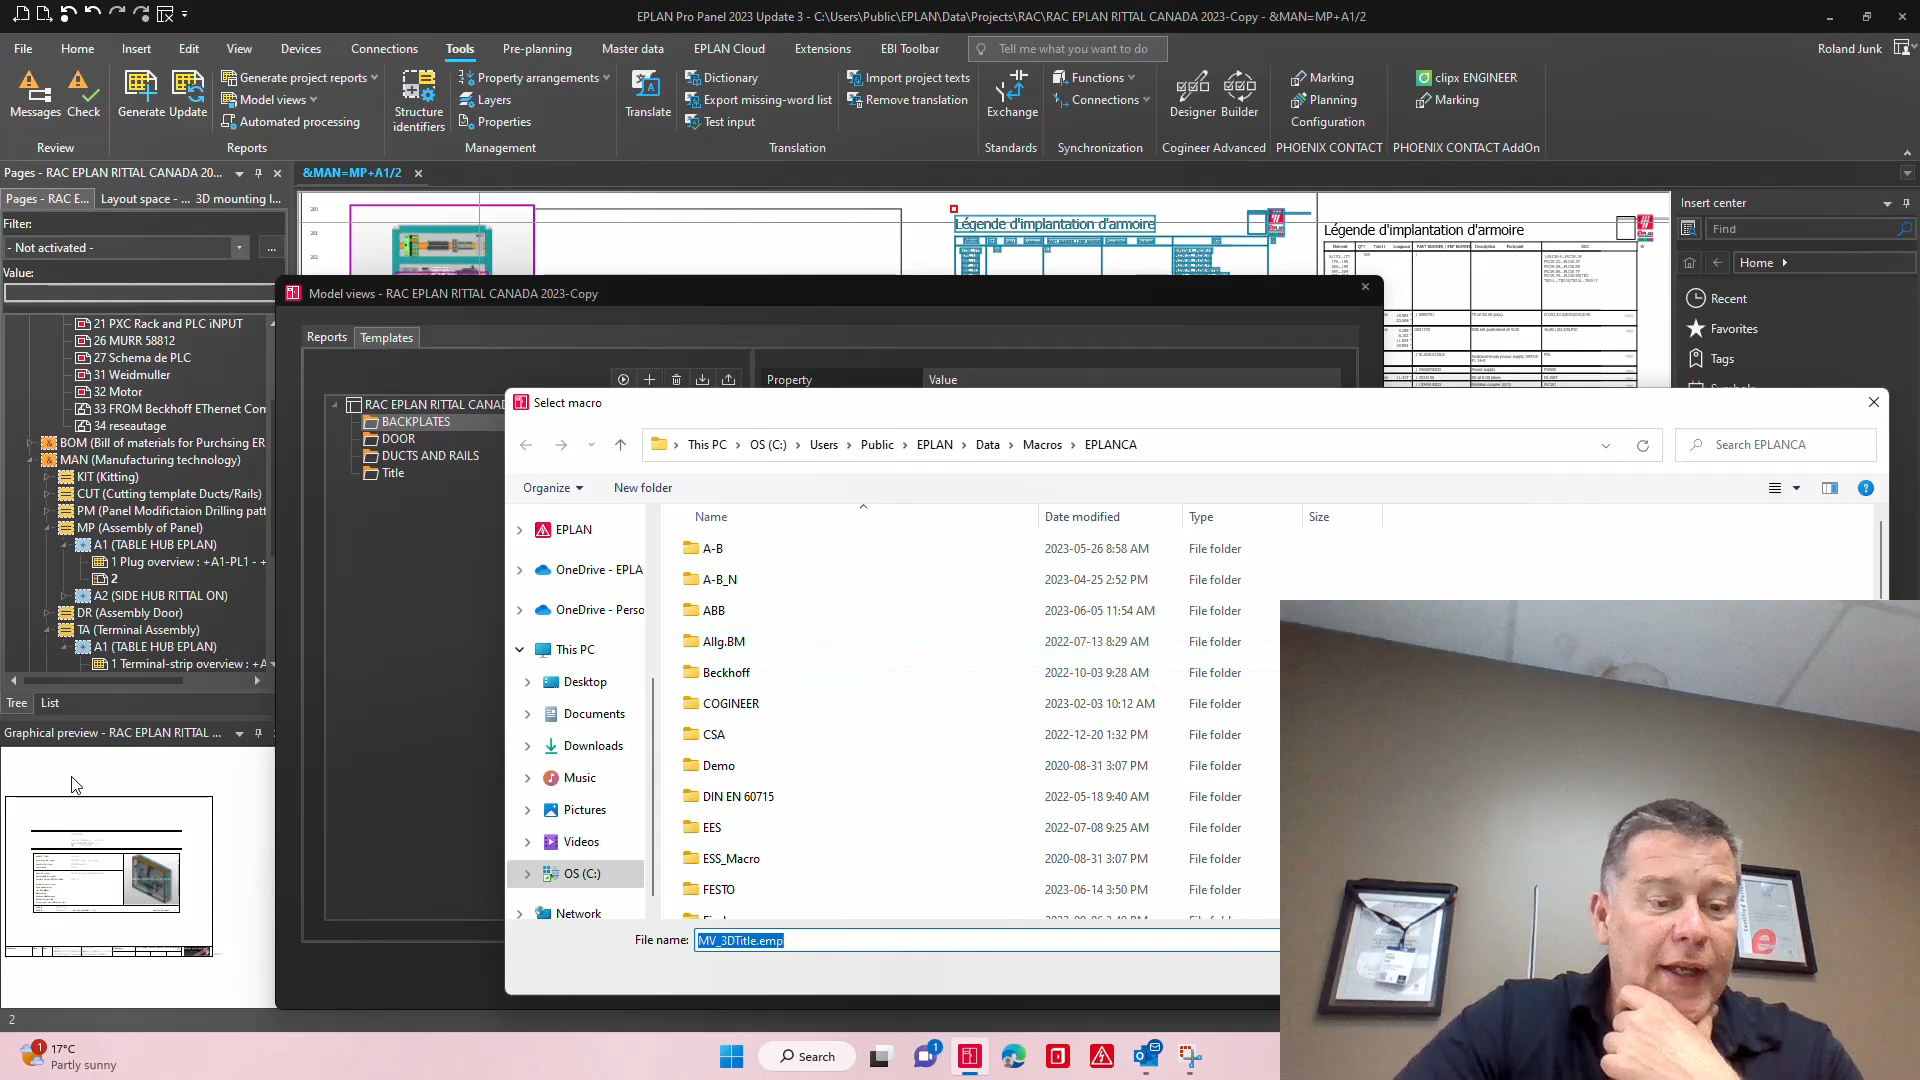 EPLAN Pro Panel 2023 Update 3 - C:\Users\Public\EPLAN\Data\Projects\RAC\RAC EPLAN RITTAL CANADA 2023-Copy - &MAN=MP+A1/2
File Home Insert Edit View Devices Connections Tools Pre-planning Master data EPLAN Cloud Extensions EBI Toolbar Tell me what you want to do Roland Junk
Generate project reports Property arrangements Dictionary Import project texts Functions Marking clipx ENGINEER
Model views Layers Export missing-word list Remove translation Connections Planning Marking
Messages Check Generate Update Structure identifiers Translate Exchange Designer Builder
Automated processing Properties Test input Configuration
Review Reports Management Translation Standards Synchronization Cogineer Advanced PHOENIX CONTACT PHOENIX CONTACT AddOn
Pages - RAC EPLAN RITTAL CANADA 20...
&MAN=MP+A1/2
Pages - RAC E... Layout space - ... 3D mounting l...
Filter:
- Not activated -
...
Value:
21 PXC Rack and PLC iNPUT
26 MURR 58812
27 Schema de PLC
31 Weidmuller
32 Motor
33 FROM Beckhoff EThernet Con
34 reseautage
BOM (Bill of materials for Purchsing ER
MAN (Manufacturing technology)
KIT (Kitting)
CUT (Cutting template Ducts/Rails)
PM (Panel Modifictaion Drilling patt
MP (Assembly of Panel)
A1 (TABLE HUB EPLAN)
1 Plug overview : +A1-PL1 - +
2
A2 (SIDE HUB RITTAL ON)
DR (Assembly Door)
TA (Terminal Assembly)
A1 (TABLE HUB EPLAN)
1 Terminal-strip overview : +A
Tree List
Graphical preview - RAC EPLAN RITTAL ...
2
200
201
202
Légende d'implantation d'armoire
Légende d'implantation d'armoire
Insert center
Find
Home
Recent
Favorites
Tags
Model views - RAC EPLAN RITTAL CANADA 2023-Copy
Reports Templates
Property Value
RAC EPLAN RITTAL CANAD
BACKPLATES
DOOR
DUCTS AND RAILS
Title
Select macro
This PC OS (C:) Users Public EPLAN Data Macros EPLANCA
Search EPLANCA
Organize New folder
EPLAN
OneDrive - EPLA
OneDrive - Perso
This PC
Desktop
Documents
Downloads
Music
Pictures
Videos
OS (C:)
Network
Name Date modified Type Size
A-B 2023-05-26 8:58 AM File folder
A-B_N 2023-04-25 2:52 PM File folder
ABB 2023-06-05 11:54 AM File folder
Allg.BM 2022-07-13 8:29 AM File folder
Beckhoff 2022-10-03 9:28 AM File folder
COGINEER 2023-02-03 10:12 AM File folder
CSA 2022-12-20 1:32 PM File folder
Demo 2020-08-31 3:07 PM File folder
DIN EN 60715 2022-05-18 9:40 AM File folder
EES 2022-07-08 9:25 AM File folder
ESS_Macro 2020-08-31 3:07 PM File folder
FESTO 2023-06-14 3:50 PM File folder
File name: MV_3DTitle.emp
1
17°C
Partly sunny
Search
1